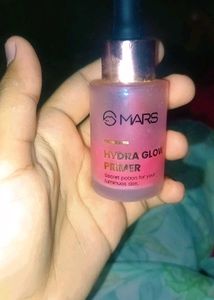 MARS
HYDRA GLOW
PRIMER
Secret potion for your
luminous skin.